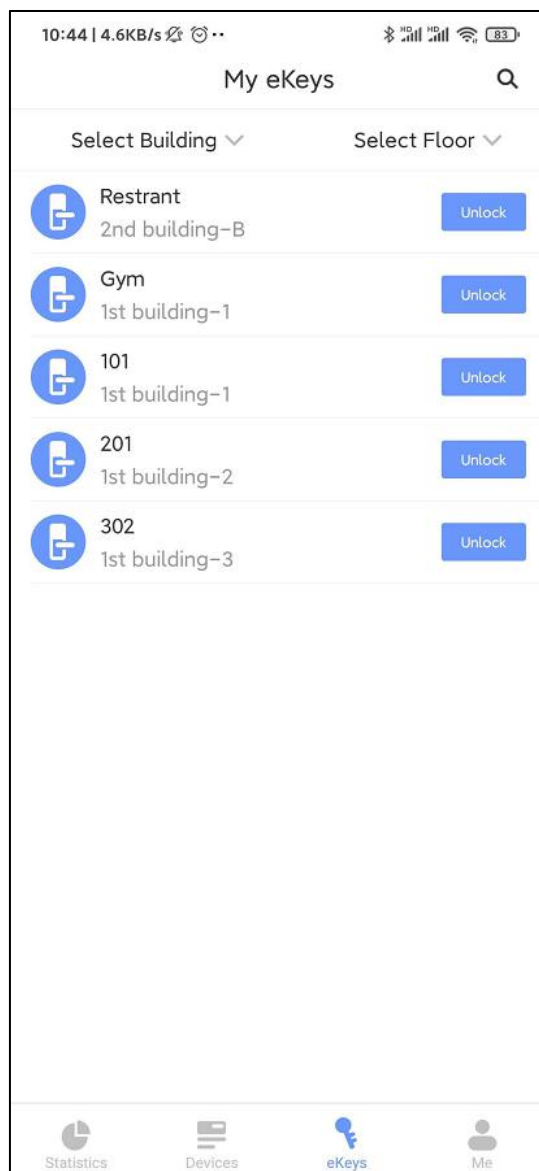 10:44 | 4.6KB/s HD HD 83
My eKeys
Select Building Select Floor
Restrant
2nd building-B
Unlock
Gym
1st building-1
Unlock
101
1st building-1
Unlock
201
1st building-2
Unlock
302
1st building-3
Unlock
Statistics Devices eKeys Me